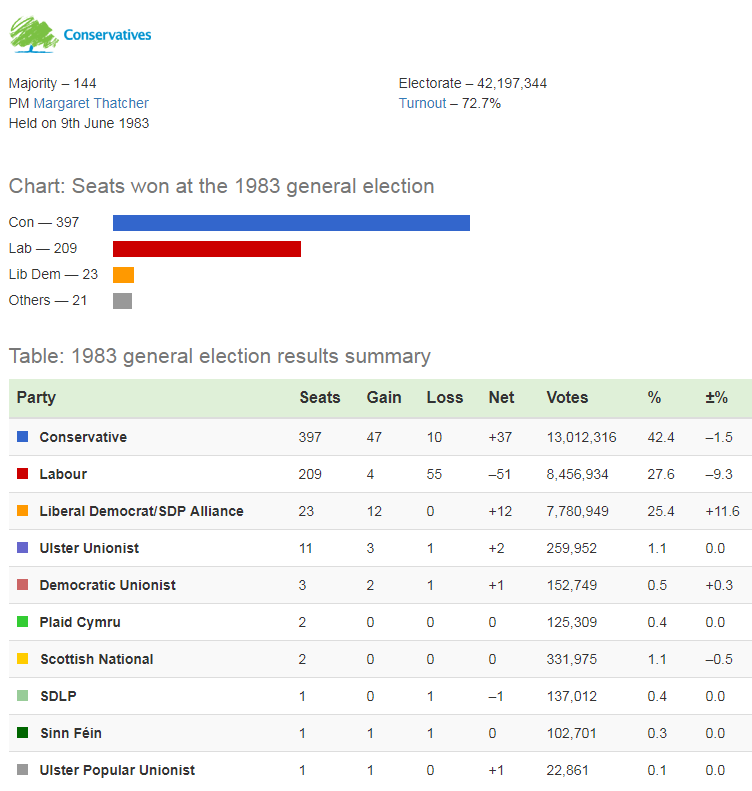 Conservatives
Majority – 144
PM Margaret Thatcher
Held on 9th June 1983
Electorate – 42,197,344
Turnout – 72.7%
Chart: Seats won at the 1983 general election
Con — 397
Lab — 209
Lib Dem — 23
Others — 21
Table: 1983 general election results summary
Party Seats Gain Loss Net Votes % ±%
Conservative 397 47 10 +37 13,012,316 42.4 –1.5
Labour 209 4 55 –51 8,456,934 27.6 –9.3
Liberal Democrat/SDP Alliance 23 12 0 +12 7,780,949 25.4 +11.6
Ulster Unionist 11 3 1 +2 259,952 1.1 0.0
Democratic Unionist 3 2 1 +1 152,749 0.5 +0.3
Plaid Cymru 2 0 0 0 125,309 0.4 0.0
Scottish National 2 0 0 0 331,975 1.1 –0.5
SDLP 1 0 1 –1 137,012 0.4 0.0
Sinn Féin 1 1 1 0 102,701 0.3 0.0
Ulster Popular Unionist 1 1 0 +1 22,861 0.1 0.0